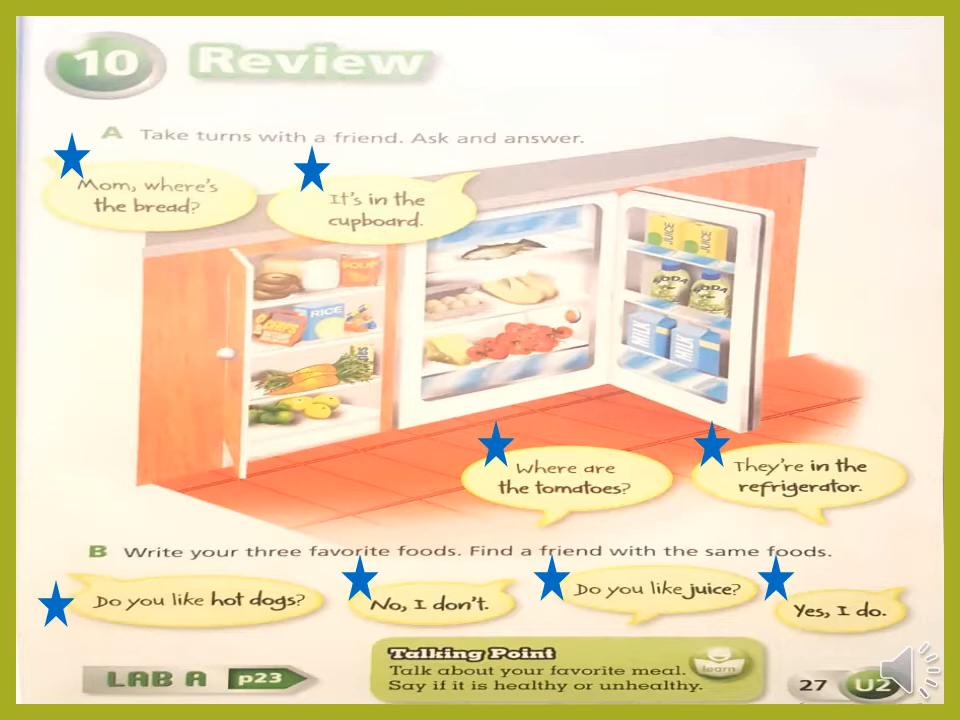 10 Review
A Take turns with a friend. Ask and answer.
Mom, where's
the bread?
It's in the
cupboard.
SOUP
RICE
CHIPS
JUICE
JUICE
SODA
SODA
MILK
MILK
Where are
the tomatoes?
They're in the
refrigerator.
B Write your three favorite foods. Find a friend with the same foods.
Do you like hot dogs?
No, I don't.
Do you like juice?
Yes, I do.
Talking Point
Talk about your favorite meal.
Say if it is healthy or unhealthy.
learn
LAB A p23
27 U2